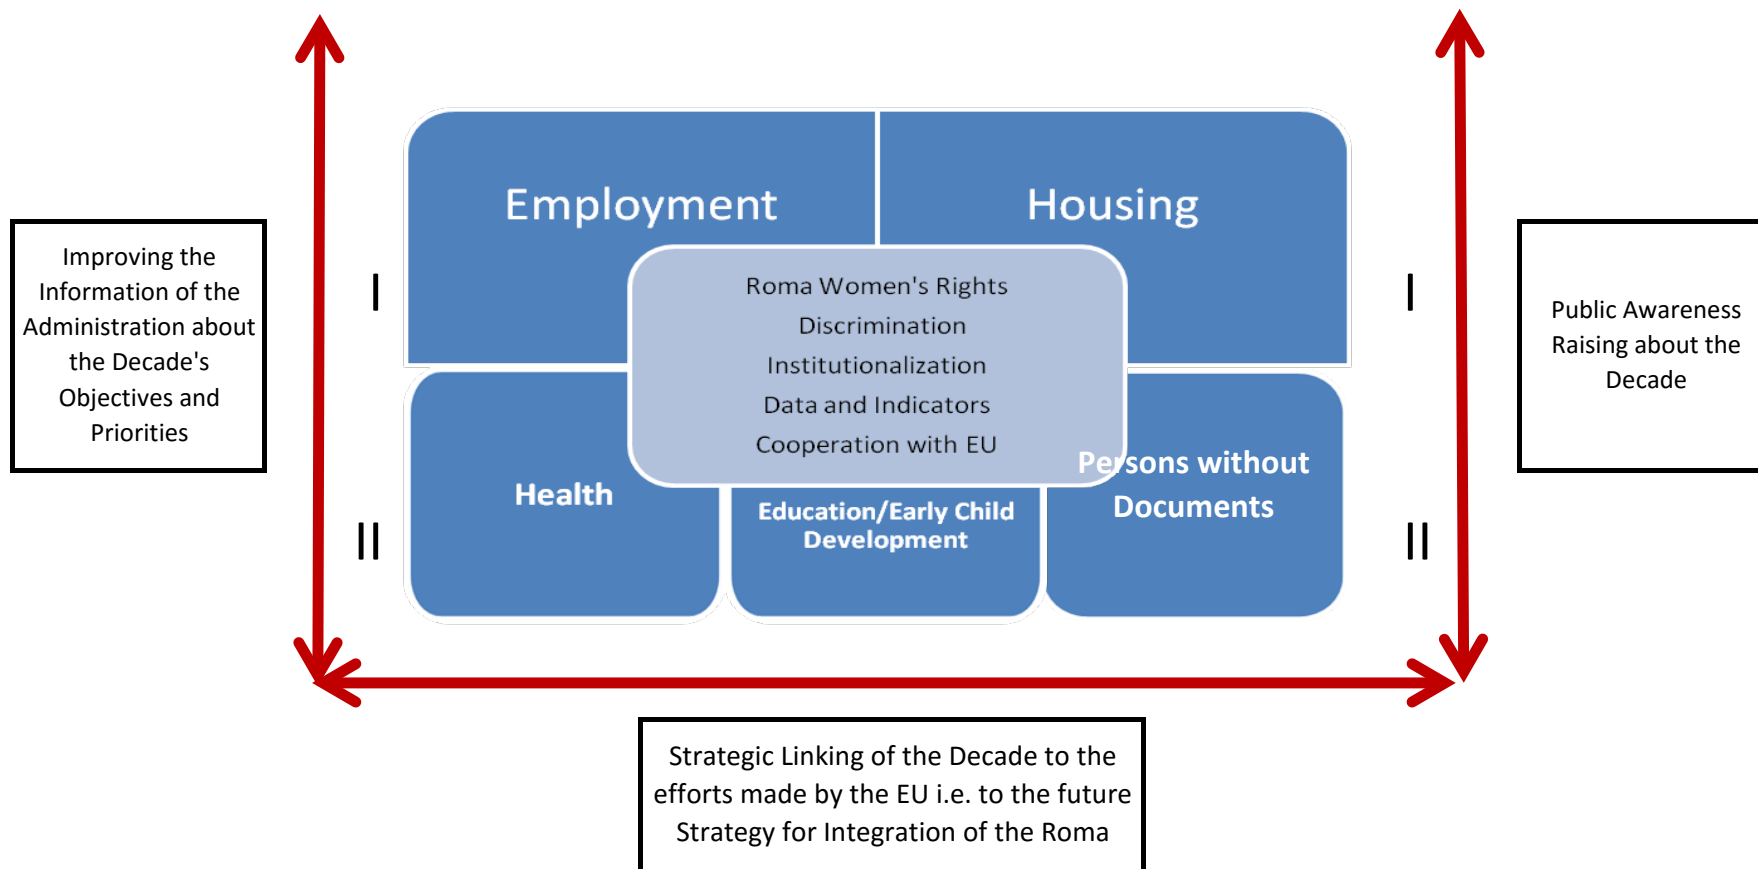 Employment
Housing
Improving the
Information of the
Administration about
the Decade's
Objectives and
Priorities
I
Roma Women's Rights
Discrimination
Institutionalization
Data and Indicators
Cooperation with EU
I
Public Awareness
Raising about the
Decade
II
Health
Education/Early Child
Development
Persons without
Documents
II
Strategic Linking of the Decade to the
efforts made by the EU i.e. to the future
Strategy for Integration of the Roma